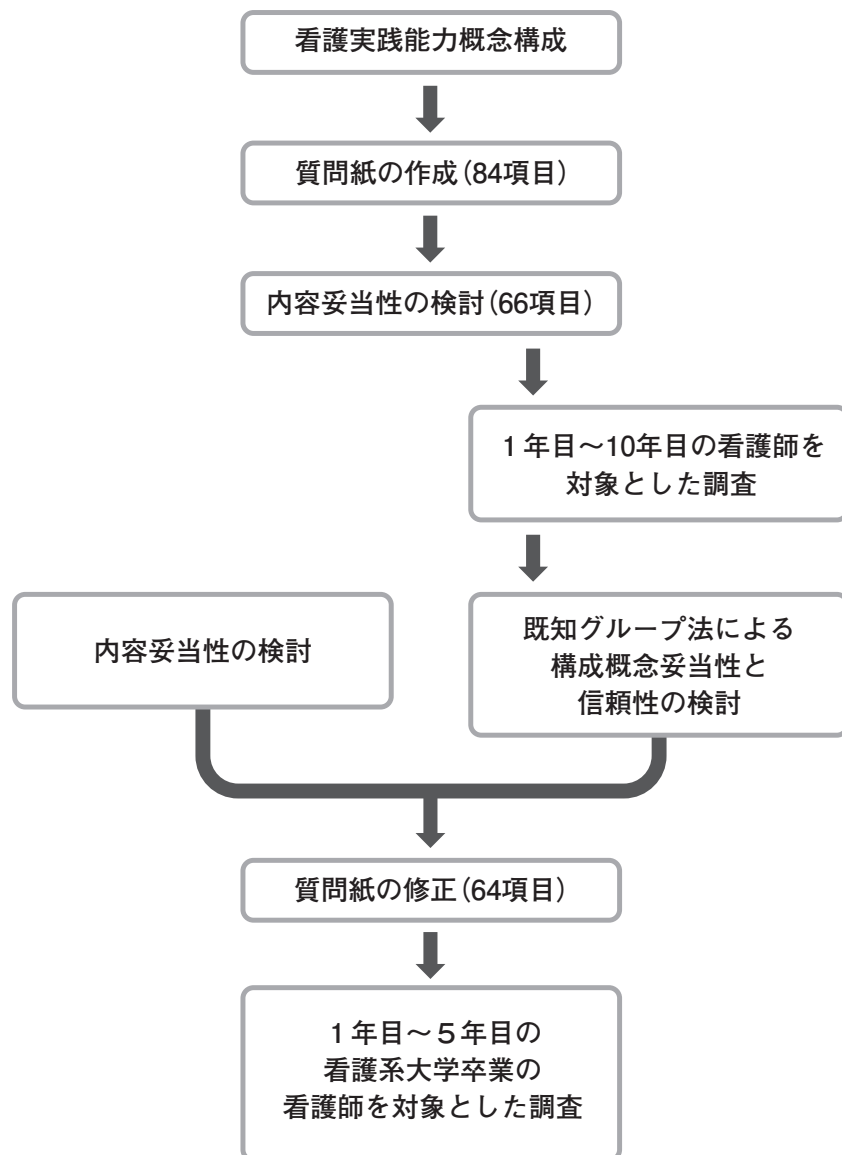 看護実践能力概念構成
質問紙の作成(84項目)
内容妥当性の検討(66項目)
1年目～10年目の看護師を
対象とした調査
内容妥当性の検討
既知グループ法による
構成概念妥当性と
信頼性の検討
質問紙の修正(64項目)
1年目～5年目の
看護系大学卒業の
看護師を対象とした調査